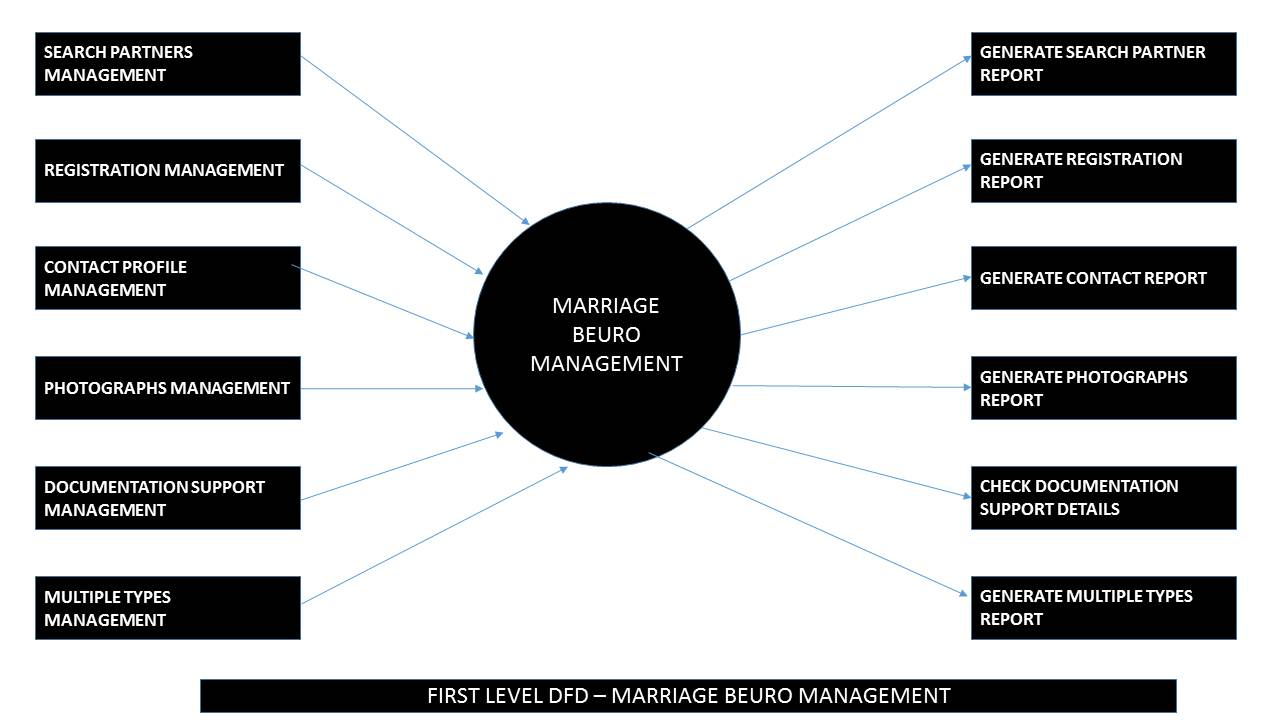 SEARCH PARTNERS
MANAGEMENT
REGISTRATION MANAGEMENT
CONTACT PROFILE
MANAGEMENT
PHOTOGRAPHS MANAGEMENT
DOCUMENTATION SUPPORT
MANAGEMENT
MULTIPLE TYPES
MANAGEMENT
MARRIAGE
BEURO
MANAGEMENT
GENERATE SEARCH PARTNER
REPORT
GENERATE REGISTRATION
REPORT
GENERATE CONTACT REPORT
GENERATE PHOTOGRAPHS
REPORT
CHECK DOCUMENTATION
SUPPORT DETAILS
GENERATE MULTIPLE TYPES
REPORT
FIRST LEVEL DFD – MARRIAGE BEURO MANAGEMENT